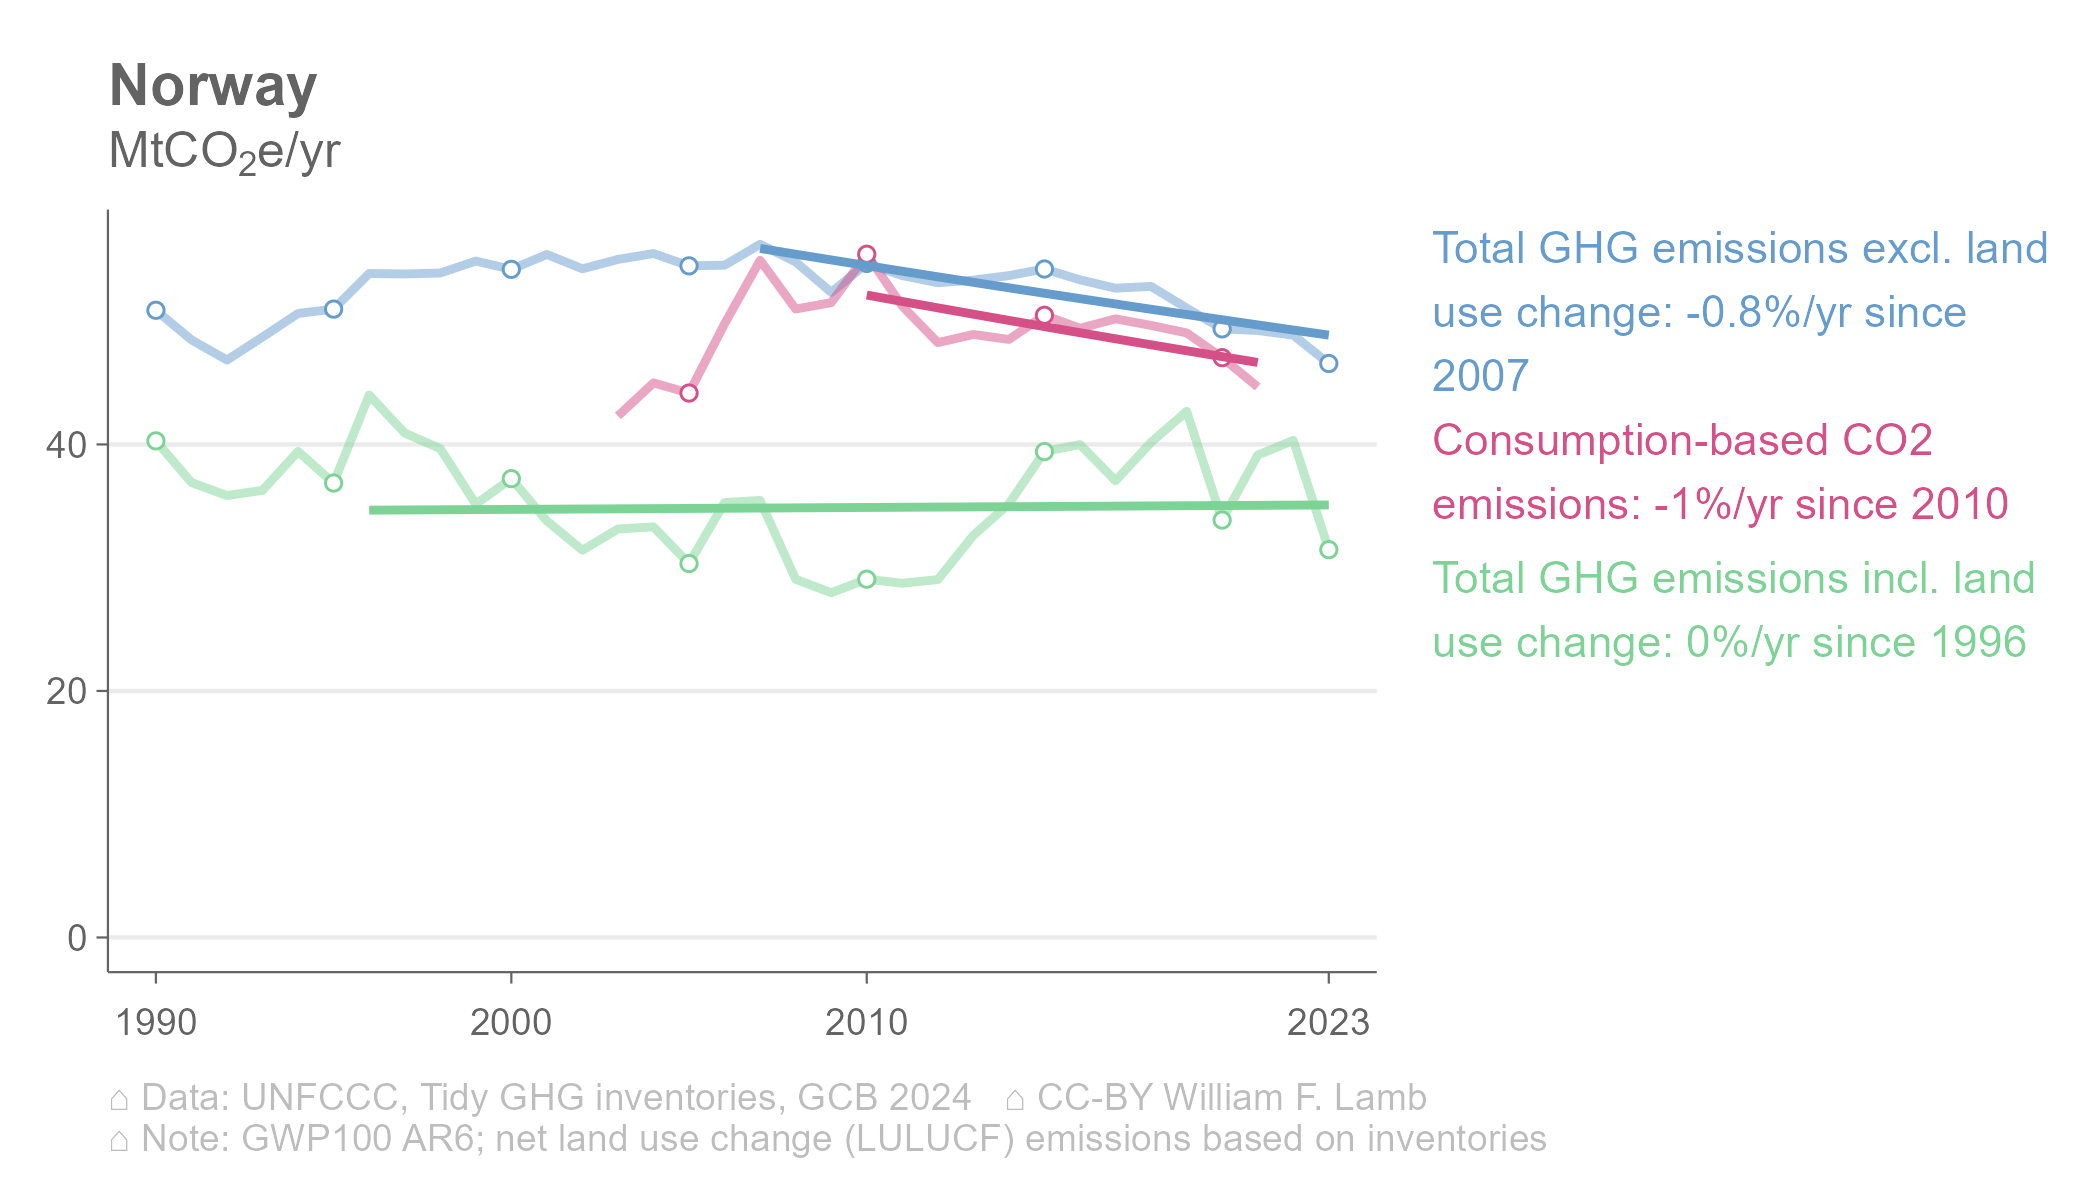 Norway
MtCO₂e/yr
Total GHG emissions excl. land
use change: -0.8%/yr since
2007
Consumption-based CO2
emissions: -1%/yr since 2010
Total GHG emissions incl. land
use change: 0%/yr since 1996
40
20
0
1990 2000 2010 2023
⌂ Data: UNFCCC, Tidy GHG inventories, GCB 2024 ⌂ CC-BY William F. Lamb
⌂ Note: GWP100 AR6; net land use change (LULUCF) emissions based on inventories